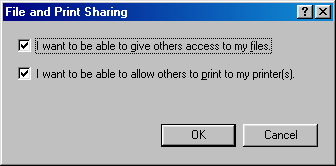 File and Print Sharing
I want to be able to give others access to my files.
I want to be able to allow others to print to my printer(s).
OK
Cancel